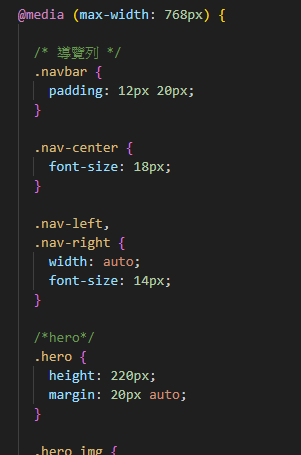 @media (max-width: 768px) {
/* 導覽列 */
.navbar {
padding: 12px 20px;
}
.nav-center {
font-size: 18px;
}
.nav-left,
.nav-right {
width: auto;
font-size: 14px;
}
/*hero*/
.hero {
height: 220px;
margin: 20px auto;
}
.hero img {